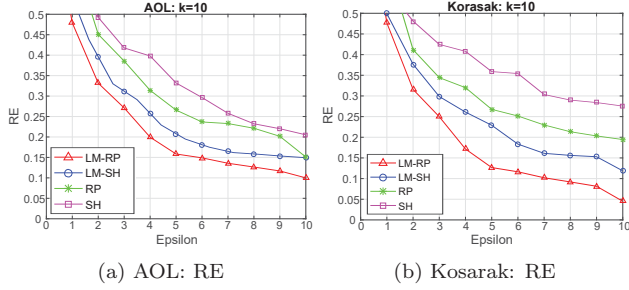 AOL: k=10
0.5
0.45
0.4
0.35
0.3
0.25
0.2
0.15
0.1
0.05
0
RE
LM-RP
LM-SH
RP
SH
0 1 2 3 4 5 6 7 8 9 10
Epsilon
(a) AOL: RE
Korasak: k=10
0.5
0.45
0.4
0.35
0.3
0.25
0.2
0.15
0.1
0.05
0
RE
LM-RP
LM-SH
RP
SH
0 1 2 3 4 5 6 7 8 9 10
Epsilon
(b) Kosarak: RE